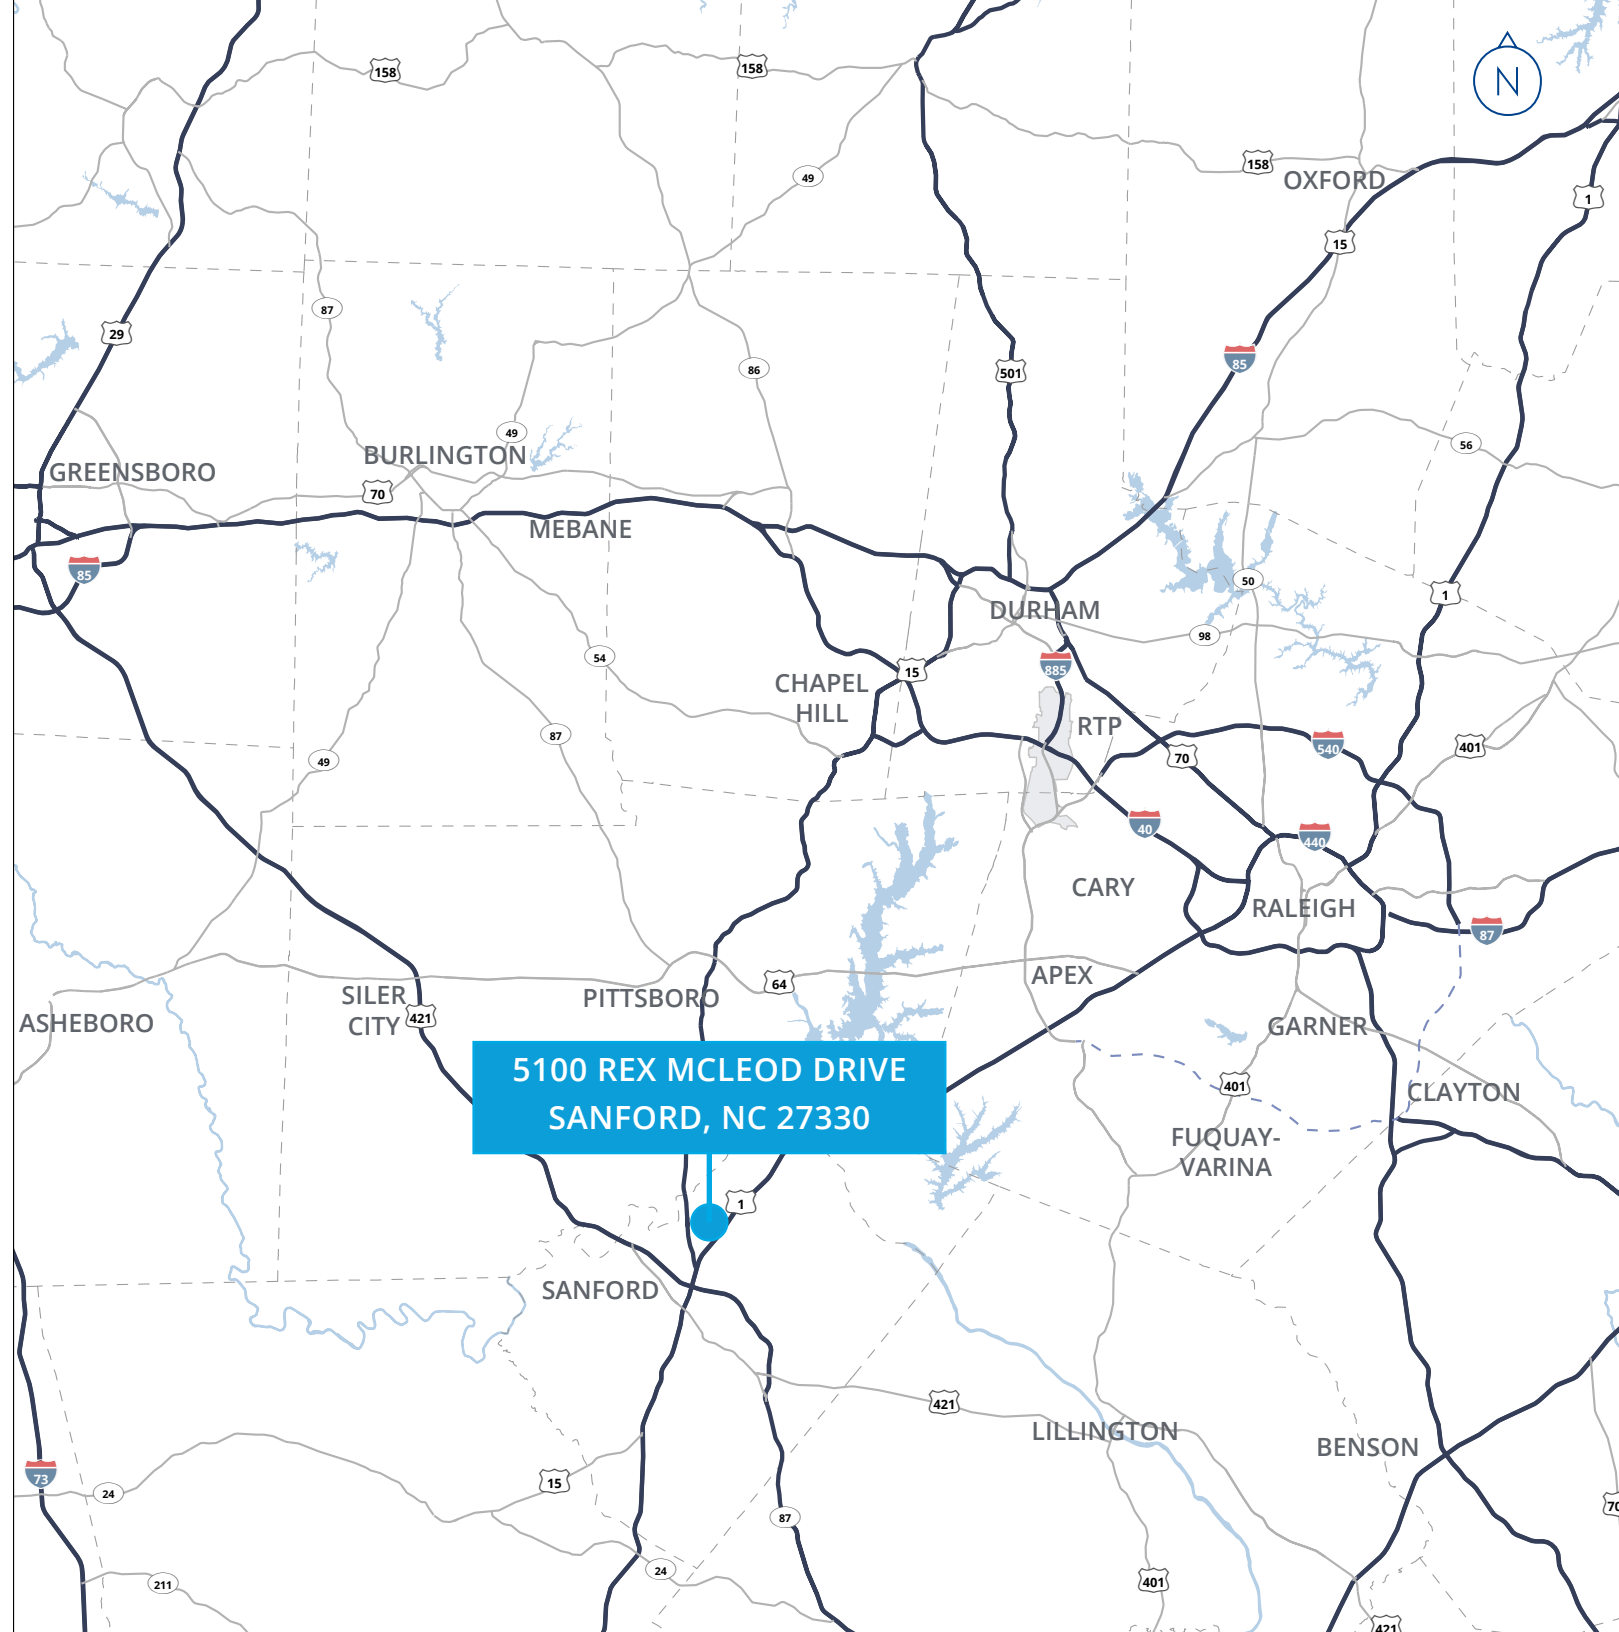 158
158
N
49
158
OXFORD
1
15
87
29
501
85
86
49
56
BURLINGTON
GREENSBORO
70
MEBANE
85
50
1
DURHAM
98
54
885
15
CHAPEL
HILL
RTP
87
540
401
70
49
40
440
CARY
RALEIGH
87
APEX
64
SILER
CITY
PITTSBORO
421
ASHEBORO
GARNER
5100 REX MCLEOD DRIVE
SANFORD, NC 27330
401
CLAYTON
FUQUAY-
VARINA
1
SANFORD
421
LILLINGTON
BENSON
73
15
24
70
87
24
401
211
421